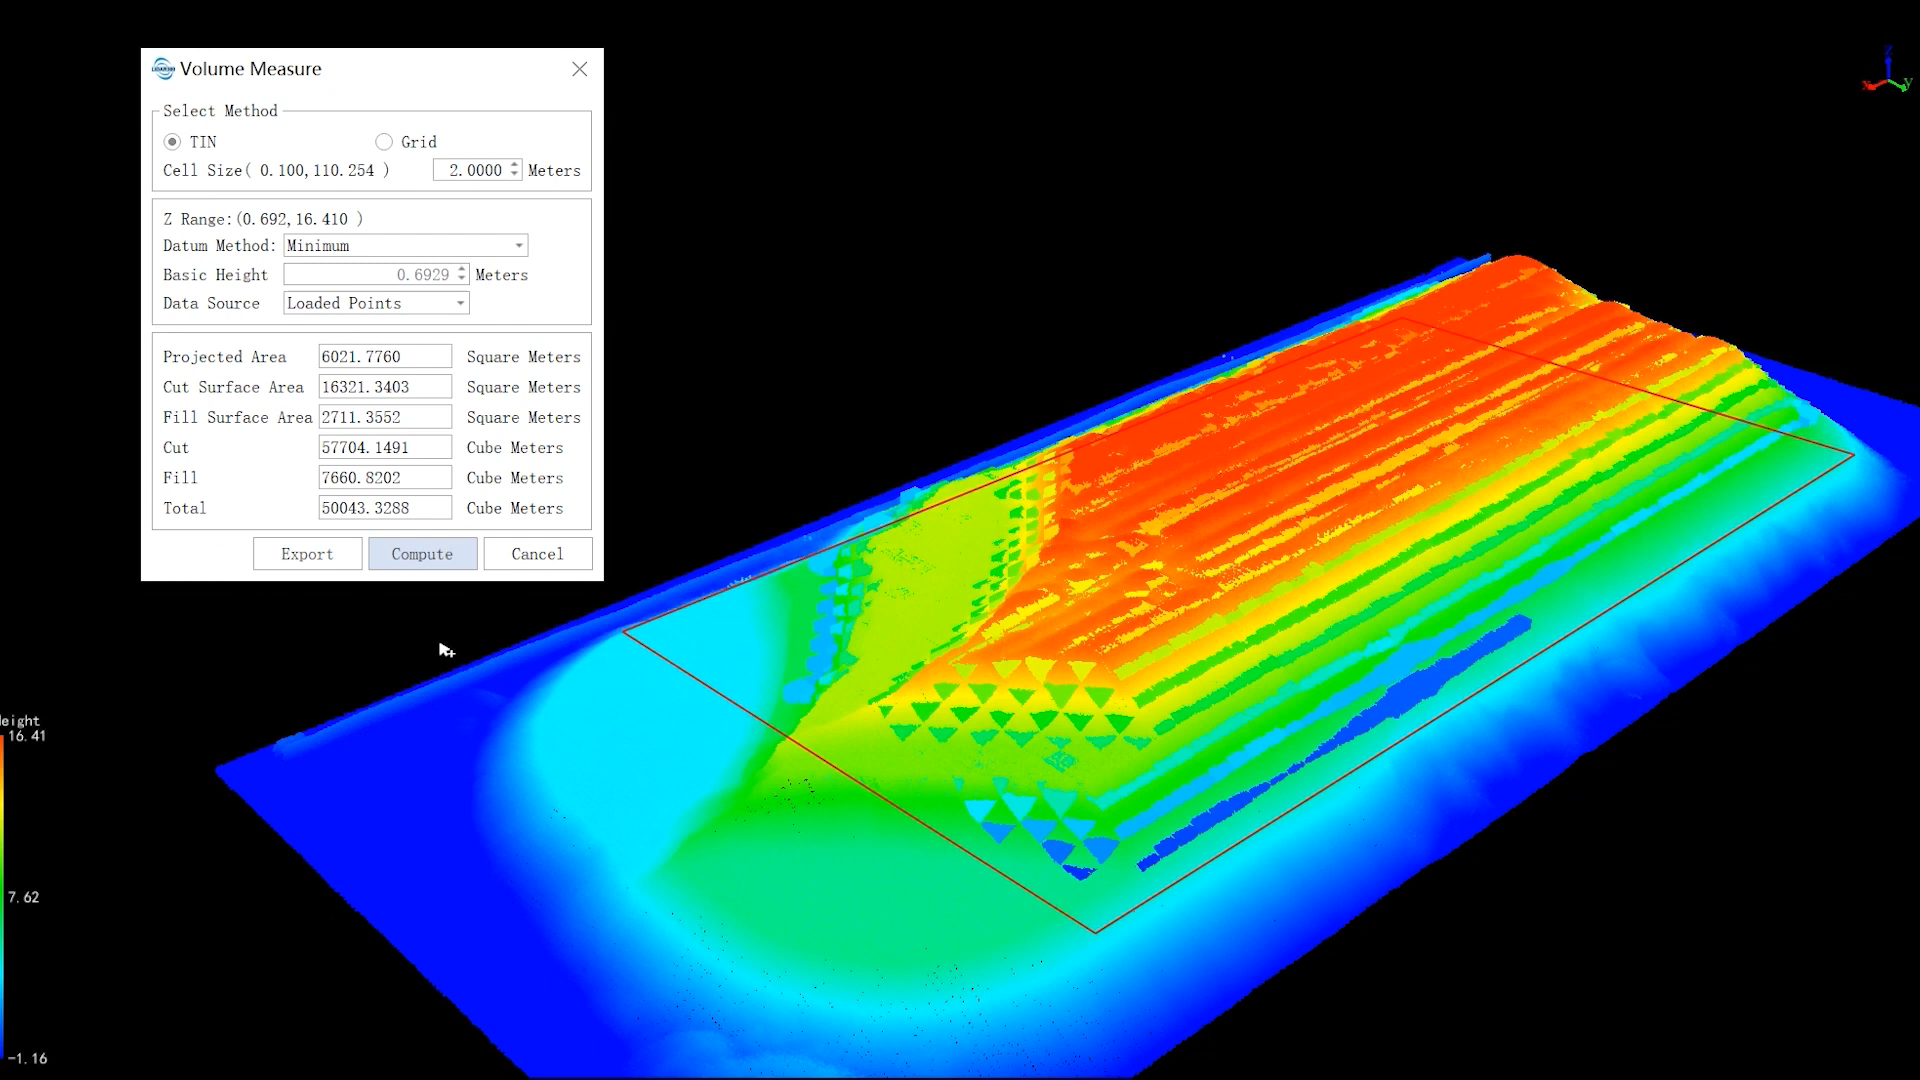 Volume Measure
Select Method
TIN
Grid
Cell Size( 0.100,110.254 ) 2.0000 Meters
Z Range:(0.692,16.410 )
Datum Method: Minimum
Basic Height 0.6929 Meters
Data Source Loaded Points
Projected Area 6021.7760 Square Meters
Cut Surface Area 16321.3403 Square Meters
Fill Surface Area 2711.3552 Square Meters
Cut 57704.1491 Cube Meters
Fill 7660.8202 Cube Meters
Total 50043.3288 Cube Meters
Export Compute Cancel
Z
X Y
eight
16.41
7.62
-1.16